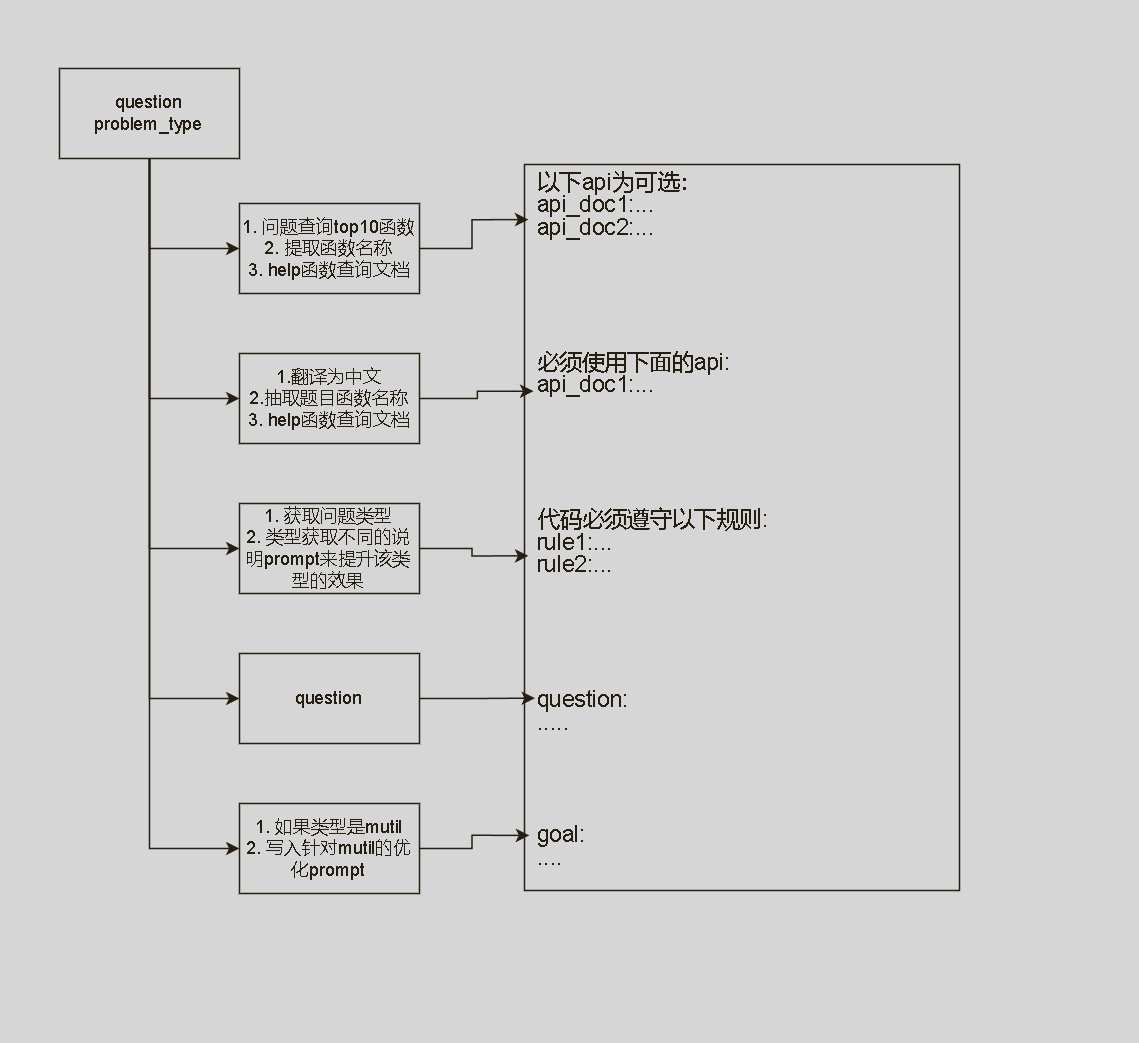 question
problem_type
1. 问题查询top10函数
2. 提取函数名称
3. help函数查询文档
以下api为可选:
api_doc1:...
api_doc2:...
1.翻译为中文
2.抽取题目函数名称
3. help函数查询文档
必须使用下面的api:
api_doc1:...
1. 获取问题类型
2. 类型获取不同的说
明prompt来提升该类
型的效果
代码必须遵守以下规则:
rule1:...
rule2:...
question
question:
.....
1. 如果类型是mutil
2. 写入针对mutil的优
化prompt
goal:
....